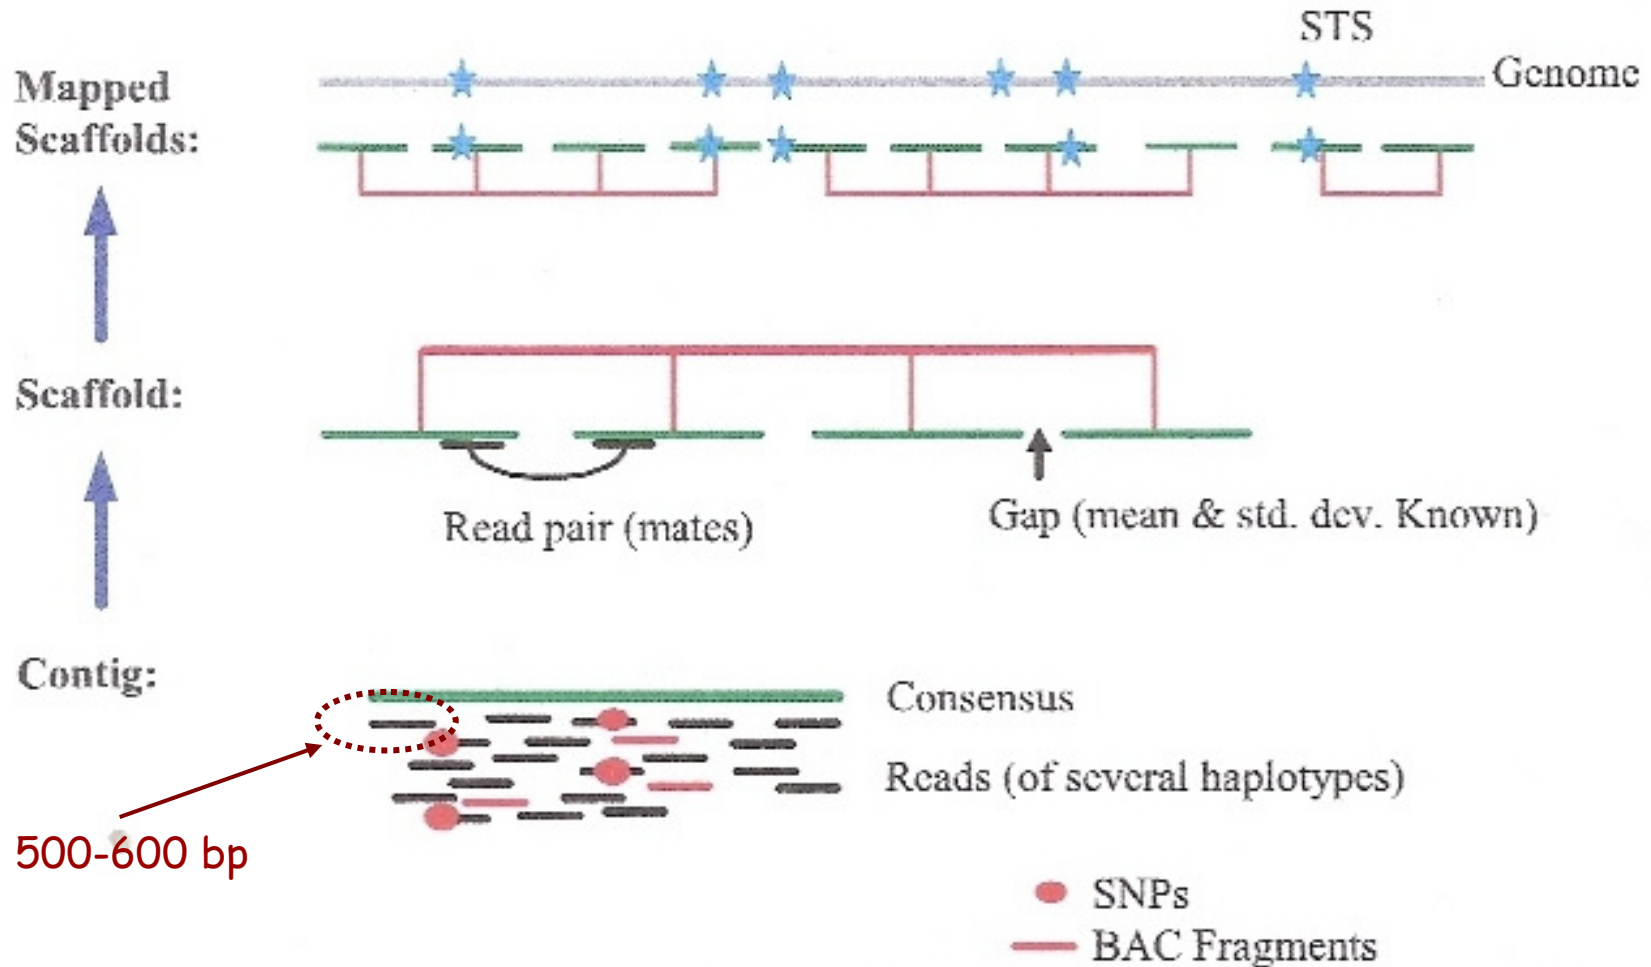 STS
Mapped
Scaffolds:
Genome
Scaffold:
Read pair (mates)
Gap (mean & std. dev. Known)
Contig:
Consensus
Reads (of several haplotypes)
500-600 bp
SNPs
BAC Fragments